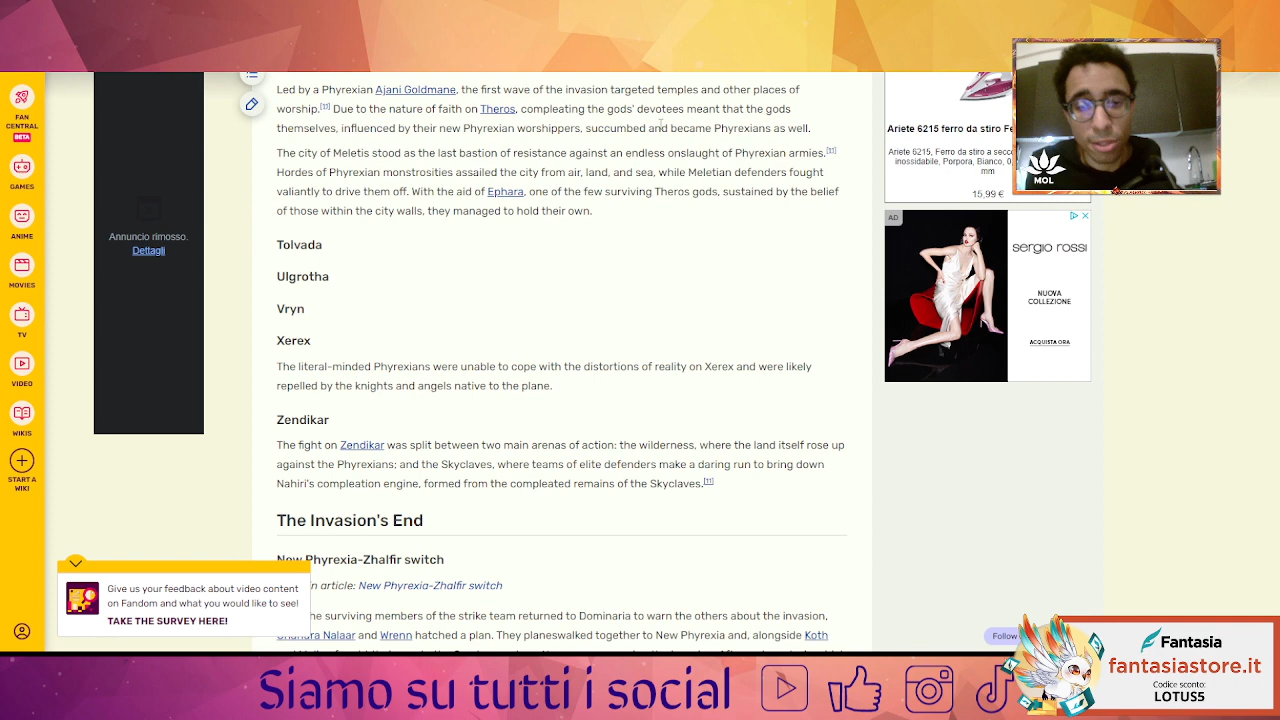 FAN
CENTRAL
BETA
GAMES
ANIME
MOVIES
TV
VIDEO
WIKIS
START A
WIKI
Annuncio rimosso.
Dettagli
Led by a Phyrexian Ajani Goldmane, the first wave of the invasion targeted temples and other places of
worship.[11] Due to the nature of faith on Theros, compleating the gods' devotees meant that the gods
themselves, influenced by their new Phyrexian worshippers, succumbed and became Phyrexians as well.
The city of Meletis stood as the last bastion of resistance against an endless onslaught of Phyrexian armies.[11]
Hordes of Phyrexian monstrosities assailed the city from air, land, and sea, while Meletian defenders fought
valiantly to keep them off. With the aid of Ephara, one of the few surviving Theros gods, sustained by the belief
of those within the city walls, they managed to hold their own.
Tolvada
Ulgrotha
Vryn
Xerex
The literal-minded Phyrexians were unable to cope with the distortions of reality on Xerex and were likely
repelled by the knights and angels native to the plane.
Zendikar
The fight on Zendikar was split between two main arenas of action: the wilderness, where the land itself rose up
against the Phyrexians; and the Skyclaves, where teams of elite defenders make a daring run to bring down
Nahiri's compleation engine, formed from the compleated remains of the Skyclaves.[11]
The Invasion's End
New Phyrexia-Zhalfir switch
n article: New Phyrexia-Zhalfir switch
he surviving members of the strike team returned to Dominaria to warn the others about the invasion,
Chandra Nalaar and Wrenn hatched a plan. They planeswalked together to New Phyrexia and, alongside Koth
Give us your feedback about video content
on Fandom and what you would like to see!
TAKE THE SURVEY HERE!
Ariete 6215 ferro da stiro Fe
Ariete 6215, Ferro da stiro a secco
inossidabile, Porpora, Bianco, 0
mm
15,99 €
AD
sergio rossi
NUOVA
COLLEZIONE
ACQUISTA ORA
MOL
Follow
Siamo su tutti i social
Fantasia
fantasiastore.it
Codice sconto:
LOTUS5